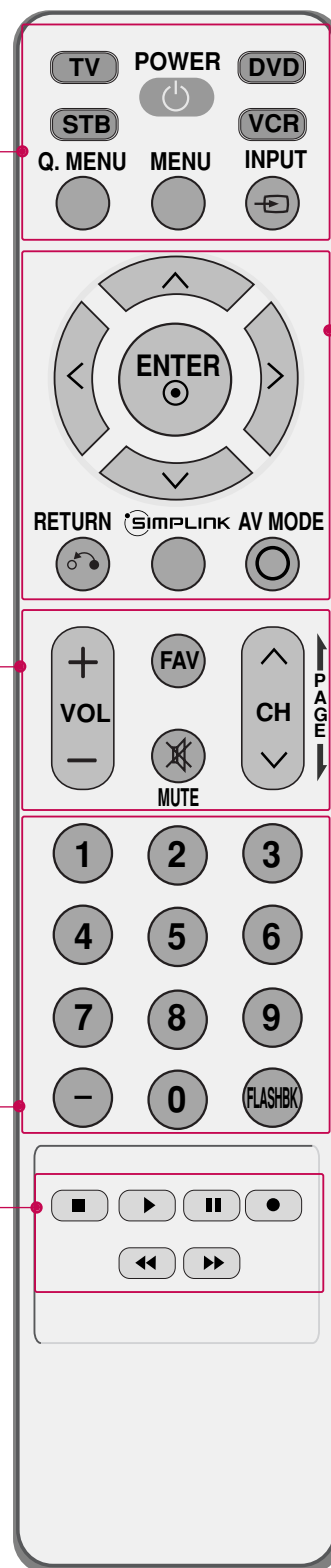 TV POWER DVD
STB VCR
Q. MENU MENU INPUT
ENTER
RETURN SIMPLINK AV MODE
+ FAV
VOL CH PAGE
−
MUTE
1 2 3
4 5 6
7 8 9
− 0 FLASHBK